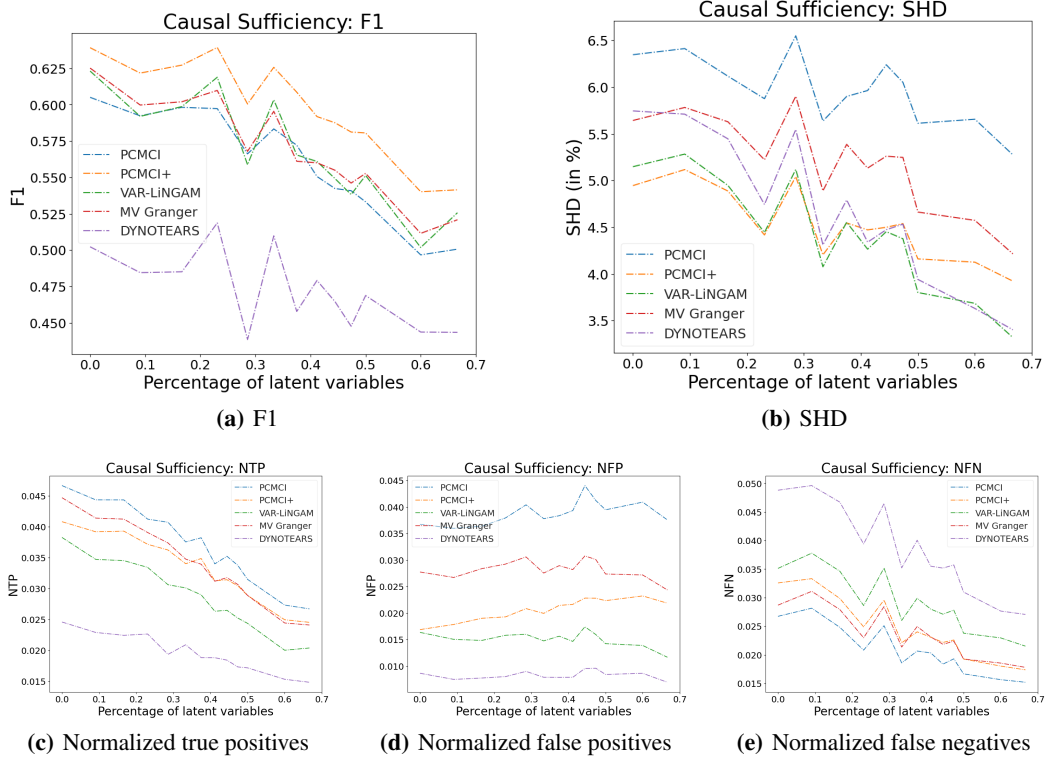 Causal Sufficiency: F1
F1
0.625
0.600
0.575
0.550
0.525
0.500
0.475
0.450
PCMCI
PCMCI+
VAR-LiNGAM
MV Granger
DYNOTEARS
0.0 0.1 0.2 0.3 0.4 0.5 0.6 0.7
Percentage of latent variables
(a) F1
Causal Sufficiency: SHD
SHD (in %)
6.5
6.0
5.5
5.0
4.5
4.0
3.5
PCMCI
PCMCI+
VAR-LiNGAM
MV Granger
DYNOTEARS
0.0 0.1 0.2 0.3 0.4 0.5 0.6 0.7
Percentage of latent variables
(b) SHD
Causal Sufficiency: NTP
NTP
0.045
0.040
0.035
0.030
0.025
0.020
0.015
PCMCI
PCMCI+
VAR-LiNGAM
MV Granger
DYNOTEARS
0.0 0.1 0.2 0.3 0.4 0.5 0.6 0.7
Percentage of latent variables
(c) Normalized true positives
Causal Sufficiency: NFP
NFP
0.045
0.040
0.035
0.030
0.025
0.020
0.015
0.010
PCMCI
PCMCI+
VAR-LiNGAM
MV Granger
DYNOTEARS
0.0 0.1 0.2 0.3 0.4 0.5 0.6 0.7
Percentage of latent variables
(d) Normalized false positives
Causal Sufficiency: NFN
NFN
0.050
0.045
0.040
0.035
0.030
0.025
0.020
0.015
PCMCI
PCMCI+
VAR-LiNGAM
MV Granger
DYNOTEARS
0.0 0.1 0.2 0.3 0.4 0.5 0.6 0.7
Percentage of latent variables
(e) Normalized false negatives